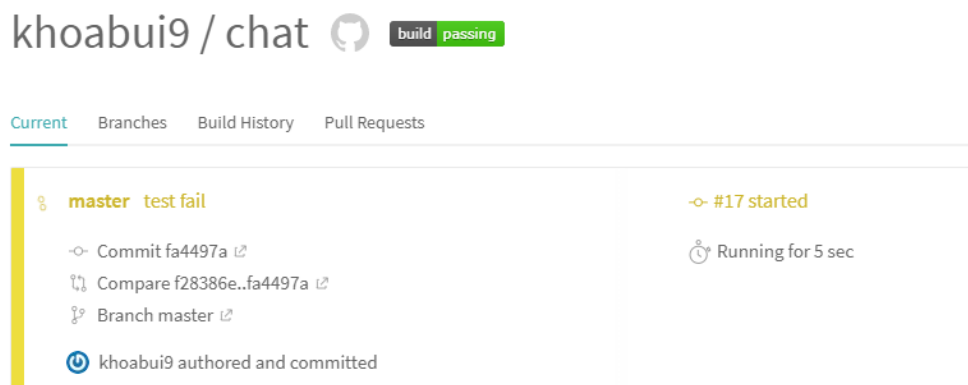 khoabui9 / chat build passing
Current Branches Build History Pull Requests
master test fail
#17 started
Commit fa4497a
Running for 5 sec
Compare f28386e..fa4497a
Branch master
khoabui9 authored and committed